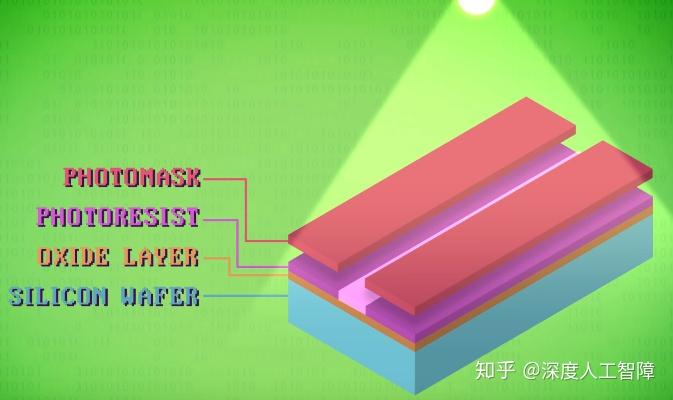 PHOTOMASK
PHOTORESIST
OXIDE LAYER
SILICON WAFER
知乎 @深度人工智障